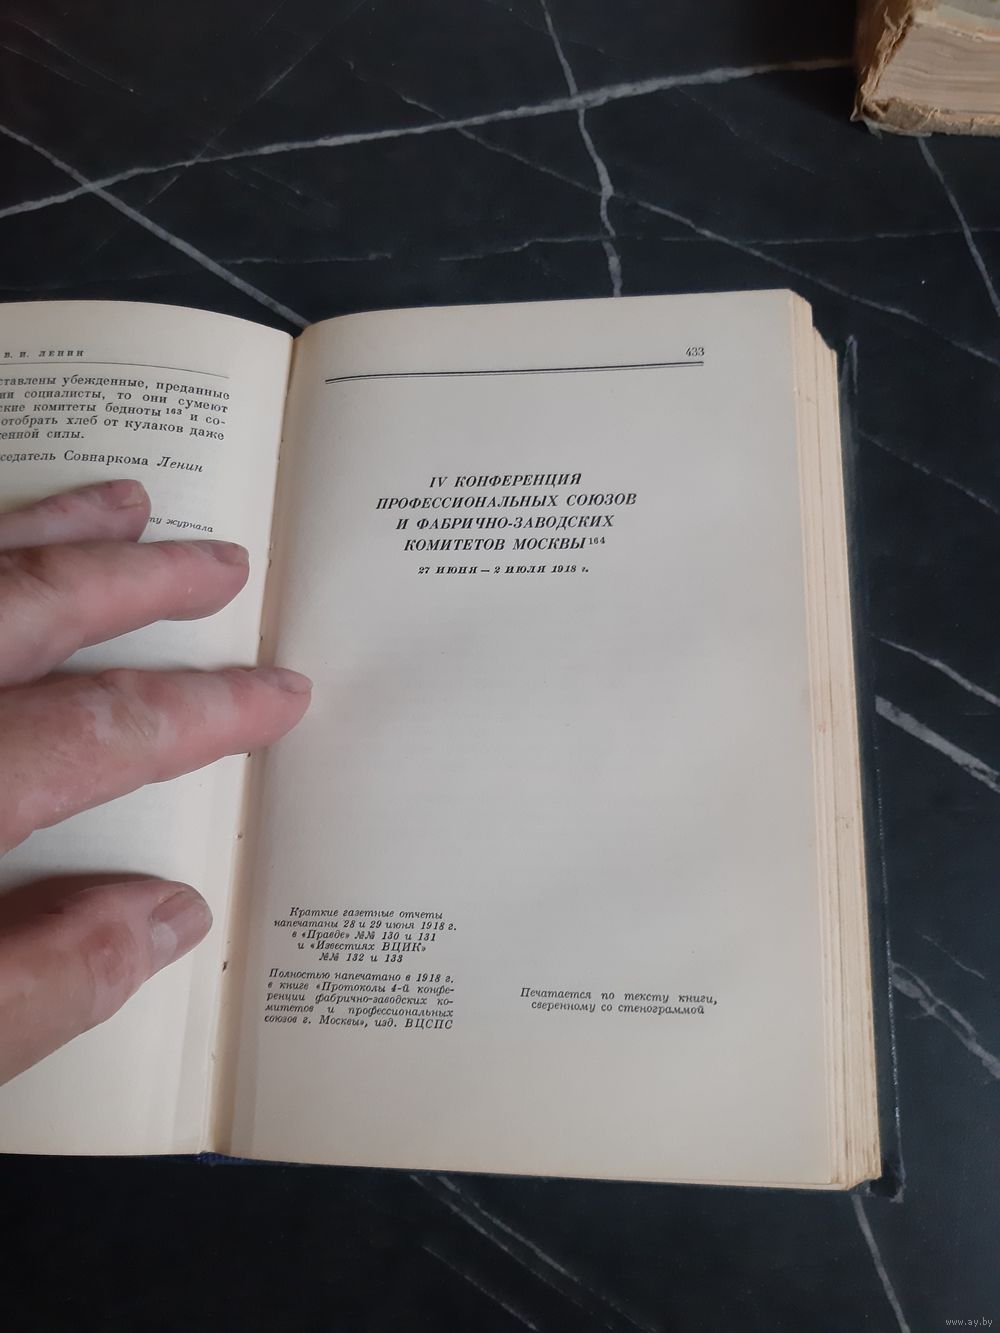 В. И. ЛЕНИН
убежденные, преданные
социалисты, то они сумеют
комитеты бедноты 163 и со-
отобрать хлеб от кулаков даже
силы.
Совнаркома Ленин
журнала
433
IV КОНФЕРЕНЦИЯ
ПРОФЕССИОНАЛЬНЫХ СОЮЗОВ
И ФАБРИЧНО-ЗАВОДСКИХ
КОМИТЕТОВ МОСКВЫ 164
27 ИЮНЯ — 2 ИЮЛЯ 1918 г.
Краткие газетные отчеты
напечатаны 28 и 29 июня 1918 г.
в «Правде» №№ 130 и 131
и «Известиях ВЦИК»
№№ 132 и 133
Полностью напечатано в 1918 г.
в книге «Протоколы 4-й конфе-
ренции фабрично-заводских ко-
митетов и профессиональных
союзов г. Москвы», изд. ВЦСПС
Печатается по тексту книги,
сверенному со стенограммой
www.ay.by